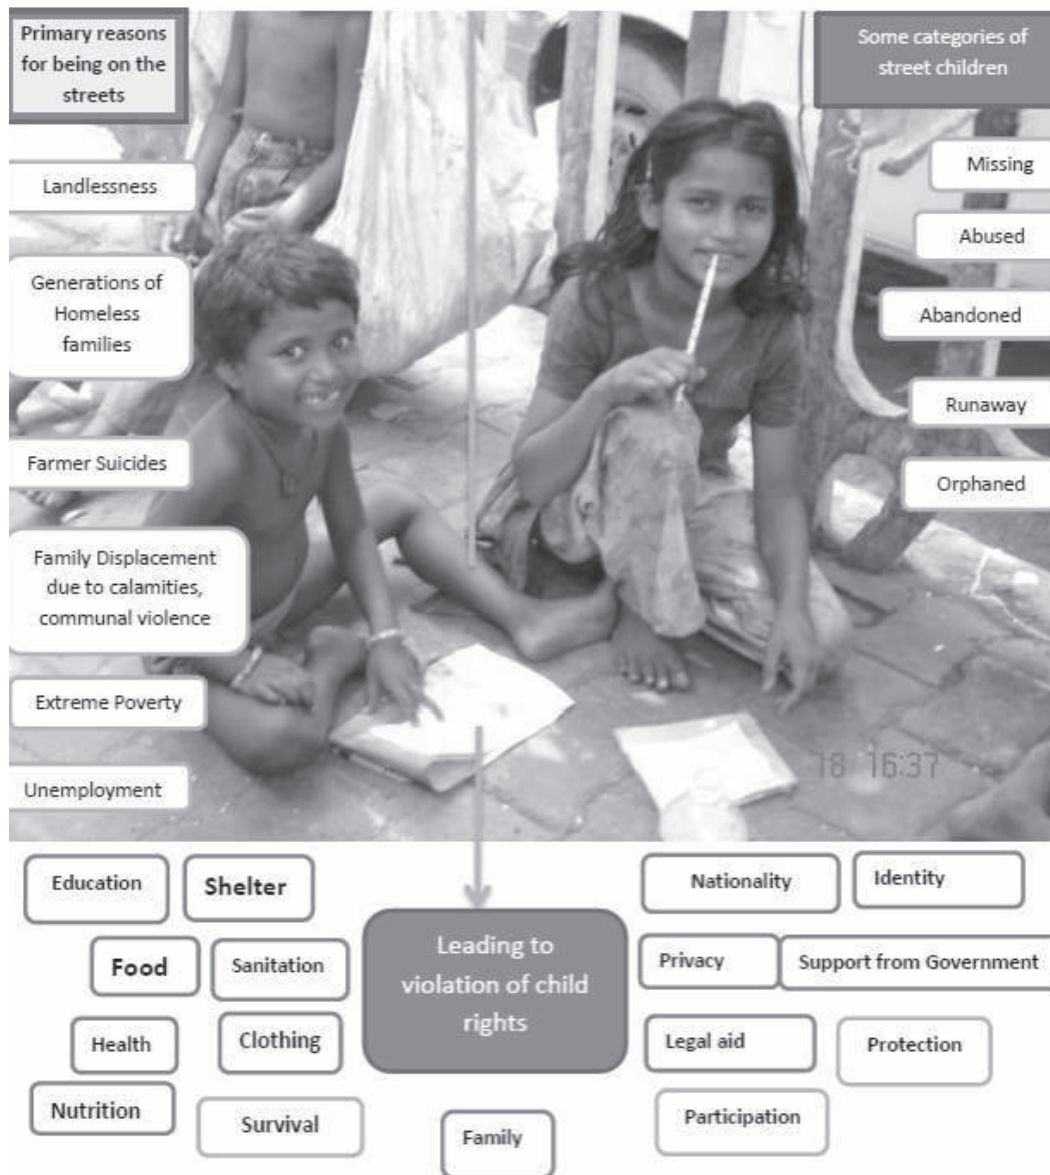 Primary reasons
for being on the
streets
Some categories of
street children
Landlessness
Generations of
Homeless
families
Farmer Suicides
Family Displacement
due to calamities,
communal violence
Extreme Poverty
Unemployment
Missing
Abused
Abandoned
Runaway
Orphaned
18 16:37
Education
Shelter
Food
Sanitation
Health
Clothing
Nutrition
Survival
Leading to
violation of child
rights
Family
Nationality
Identity
Privacy
Support from Government
Legal aid
Protection
Participation